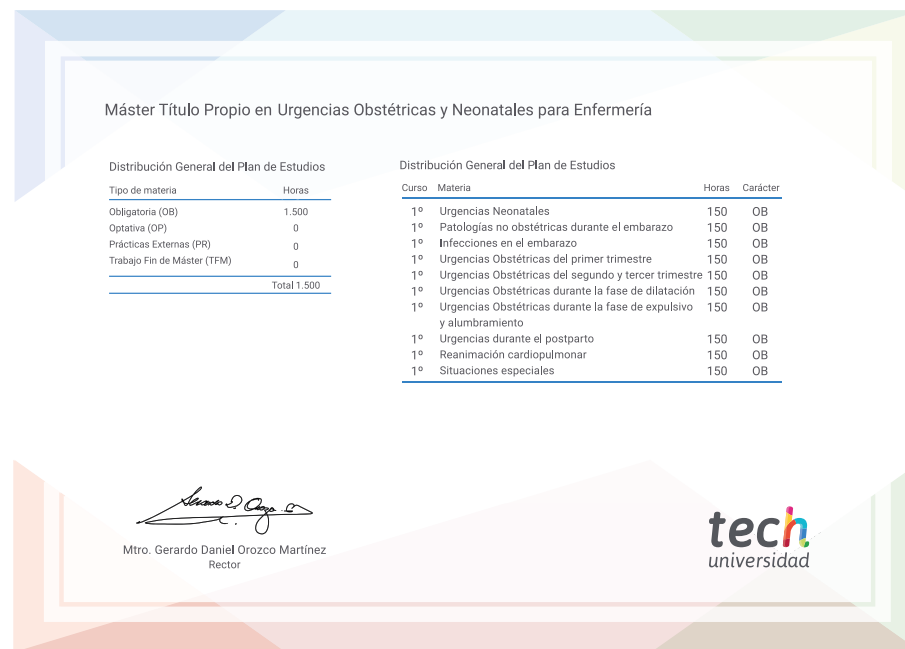 Máster Título Propio en Urgencias Obstétricas y Neonatales para Enfermería
Distribución General del Plan de Estudios
Tipo de materia Horas
Obligatoria (OB) 1.500
Optativa (OP) 0
Prácticas Externas (PR) 0
Trabajo Fin de Máster (TFM) 0
Total 1.500
Distribución General del Plan de Estudios
Curso Materia Horas Carácter
1º Urgencias Neonatales 150 OB
1º Patologías no obstétricas durante el embarazo 150 OB
1º Infecciones en el embarazo 150 OB
1º Urgencias Obstétricas del primer trimestre 150 OB
1º Urgencias Obstétricas del segundo y tercer trimestre 150 OB
1º Urgencias Obstétricas durante la fase de dilatación 150 OB
1º Urgencias Obstétricas durante la fase de expulsivo 150 OB
y alumbramiento
1º Urgencias durante el postparto 150 OB
1º Reanimación cardiopulmonar 150 OB
1º Situaciones especiales 150 OB
Mtro. Gerardo Daniel Orozco Martínez
Rector
tech
universidad